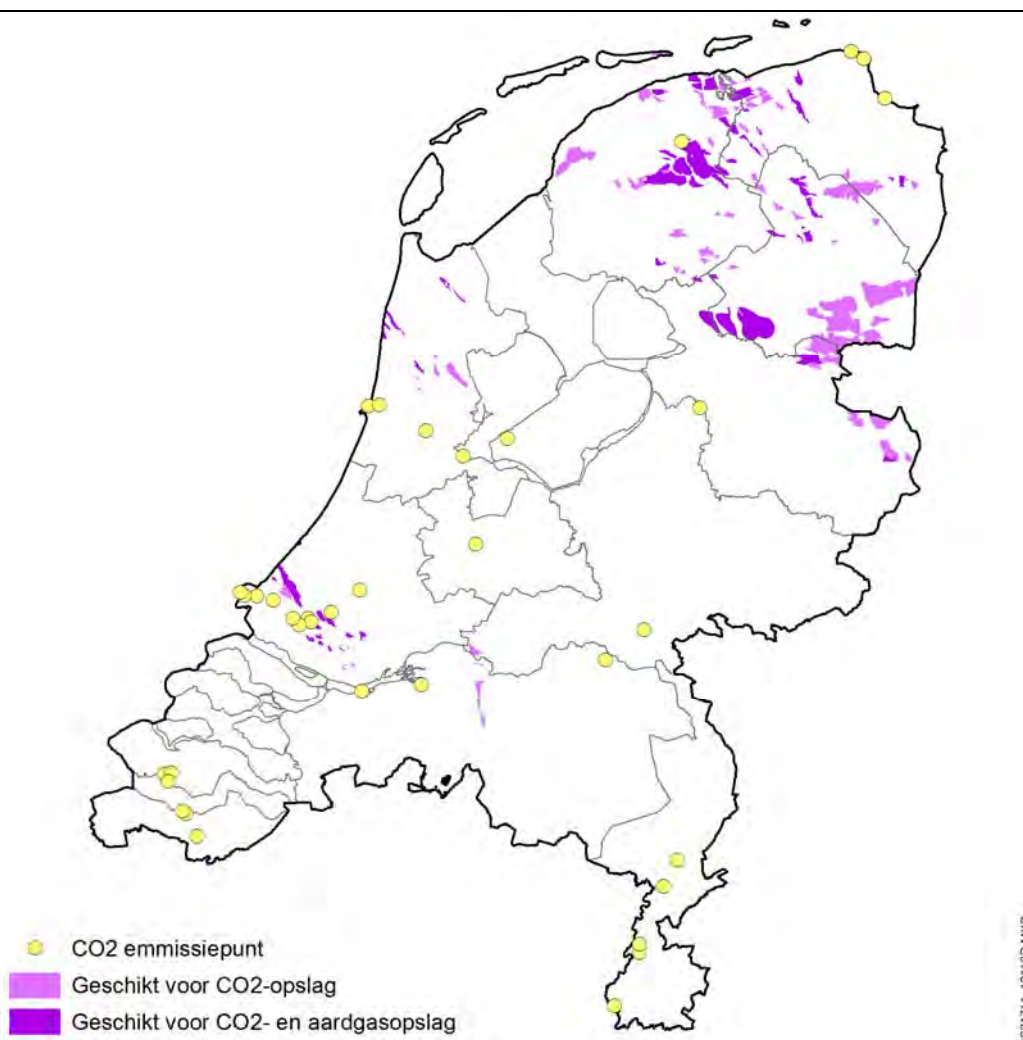 CO2 emmissiepunt
Geschikt voor CO2-opslag
Geschikt voor CO2- en aardgasopslag